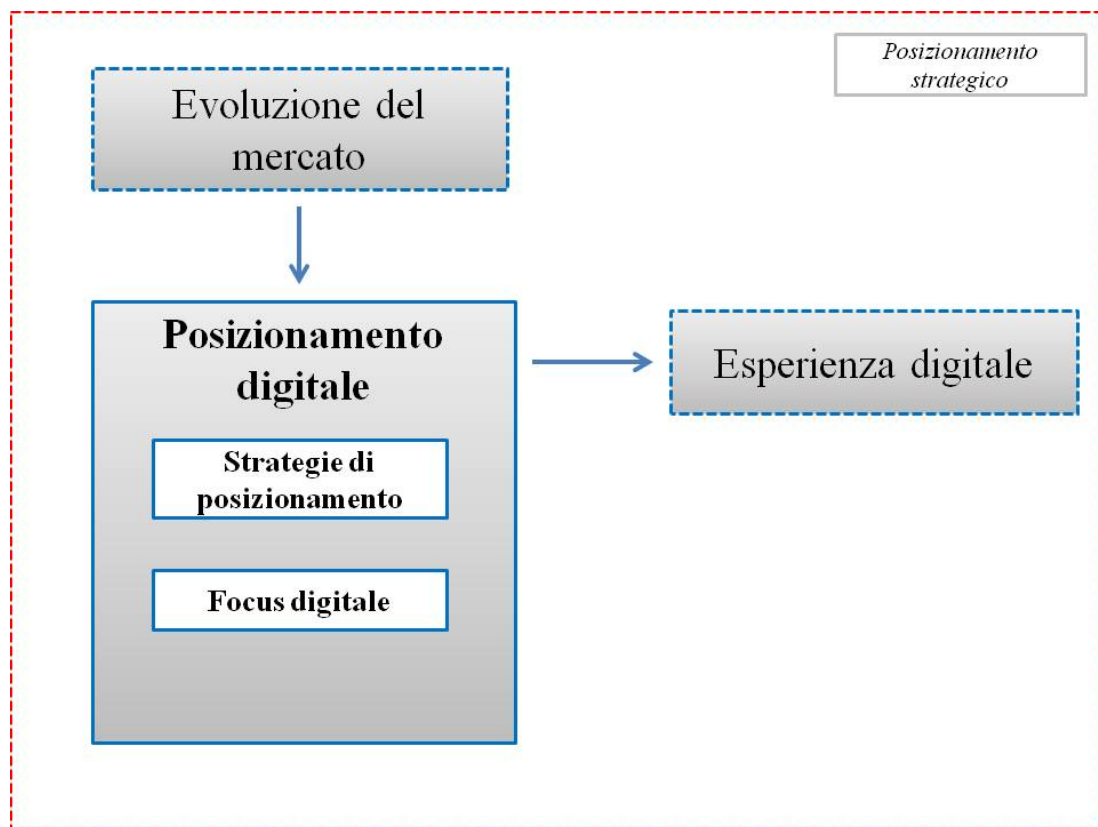 Posizionamento
strategico
Evoluzione del
mercato
Posizionamento
digitale
Strategie di
posizionamento
Focus digitale
Esperienza digitale